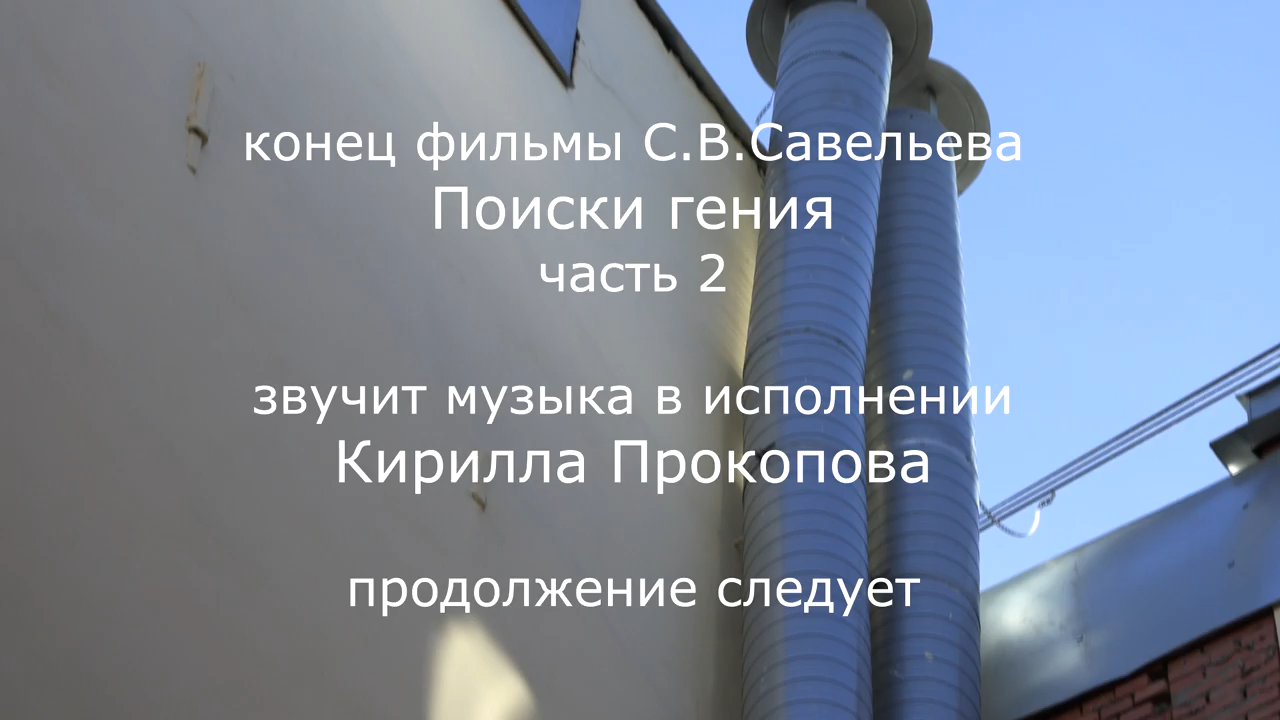 конец фильмы С.В.Савельева
Поиски гения
часть 2
звучит музыка в исполнении
Кирилла Прокопова
продолжение следует